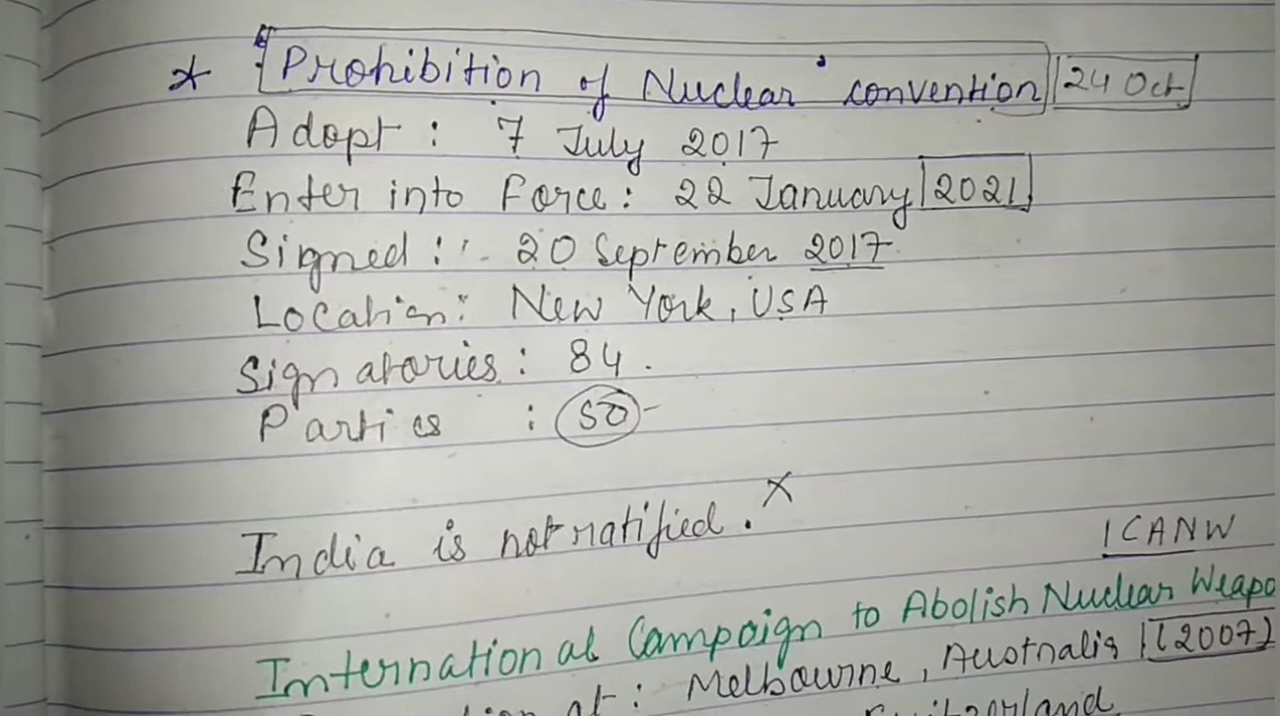 * Prohibition of Nuclear convention 24 Oct
Adopt : 7 July 2017
Enter into Force : 22 January 2021
Signed : 20 September 2017
Location : New York, USA
Signatories : 84.
Parties : 50
India is not ratified. X
ICANW
International Campaign to Abolish Nuclear Weapo
at : Melbourne, Australia (2007)